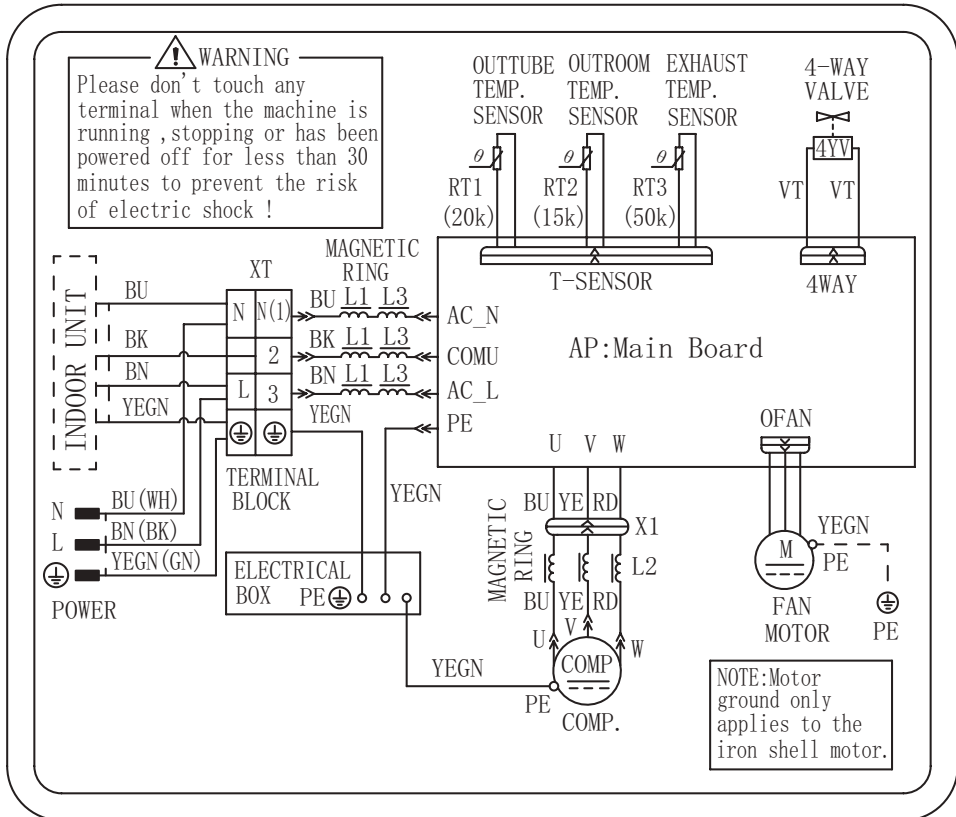 WARNING
Please don't touch any
terminal when the machine is
running ,stopping or has been
powered off for less than 30
minutes to prevent the risk
of electric shock !
OUTTUBE
TEMP.
SENSOR
OUTROOM
TEMP.
SENSOR
EXHAUST
TEMP.
SENSOR
4-WAY
VALVE
θ
θ
θ
4YV
RT1
(20k)
RT2
(15k)
RT3
(50k)
VT VT
T-SENSOR
4WAY
INDOOR UNIT
BU
BK
BN
YEGN
XT
N N(1)
2
L 3
TERMINAL
BLOCK
MAGNETIC
RING
BU L1 L3
BK L1 L3
BN L1 L3
YEGN
AC_N
COMU
AC_L
PE
AP:Main Board
OFAN
U V W
BU YE RD
X1
MAGNETIC
RING
L2
BU YE RD
U V W
COMP
PE
COMP.
YEGN
N BU(WH)
L BN(BK)
YEGN(GN)
POWER
ELECTRICAL
BOX PE
YEGN
M
YEGN
PE
FAN
MOTOR
PE
NOTE:Motor
ground only
applies to the
iron shell motor.